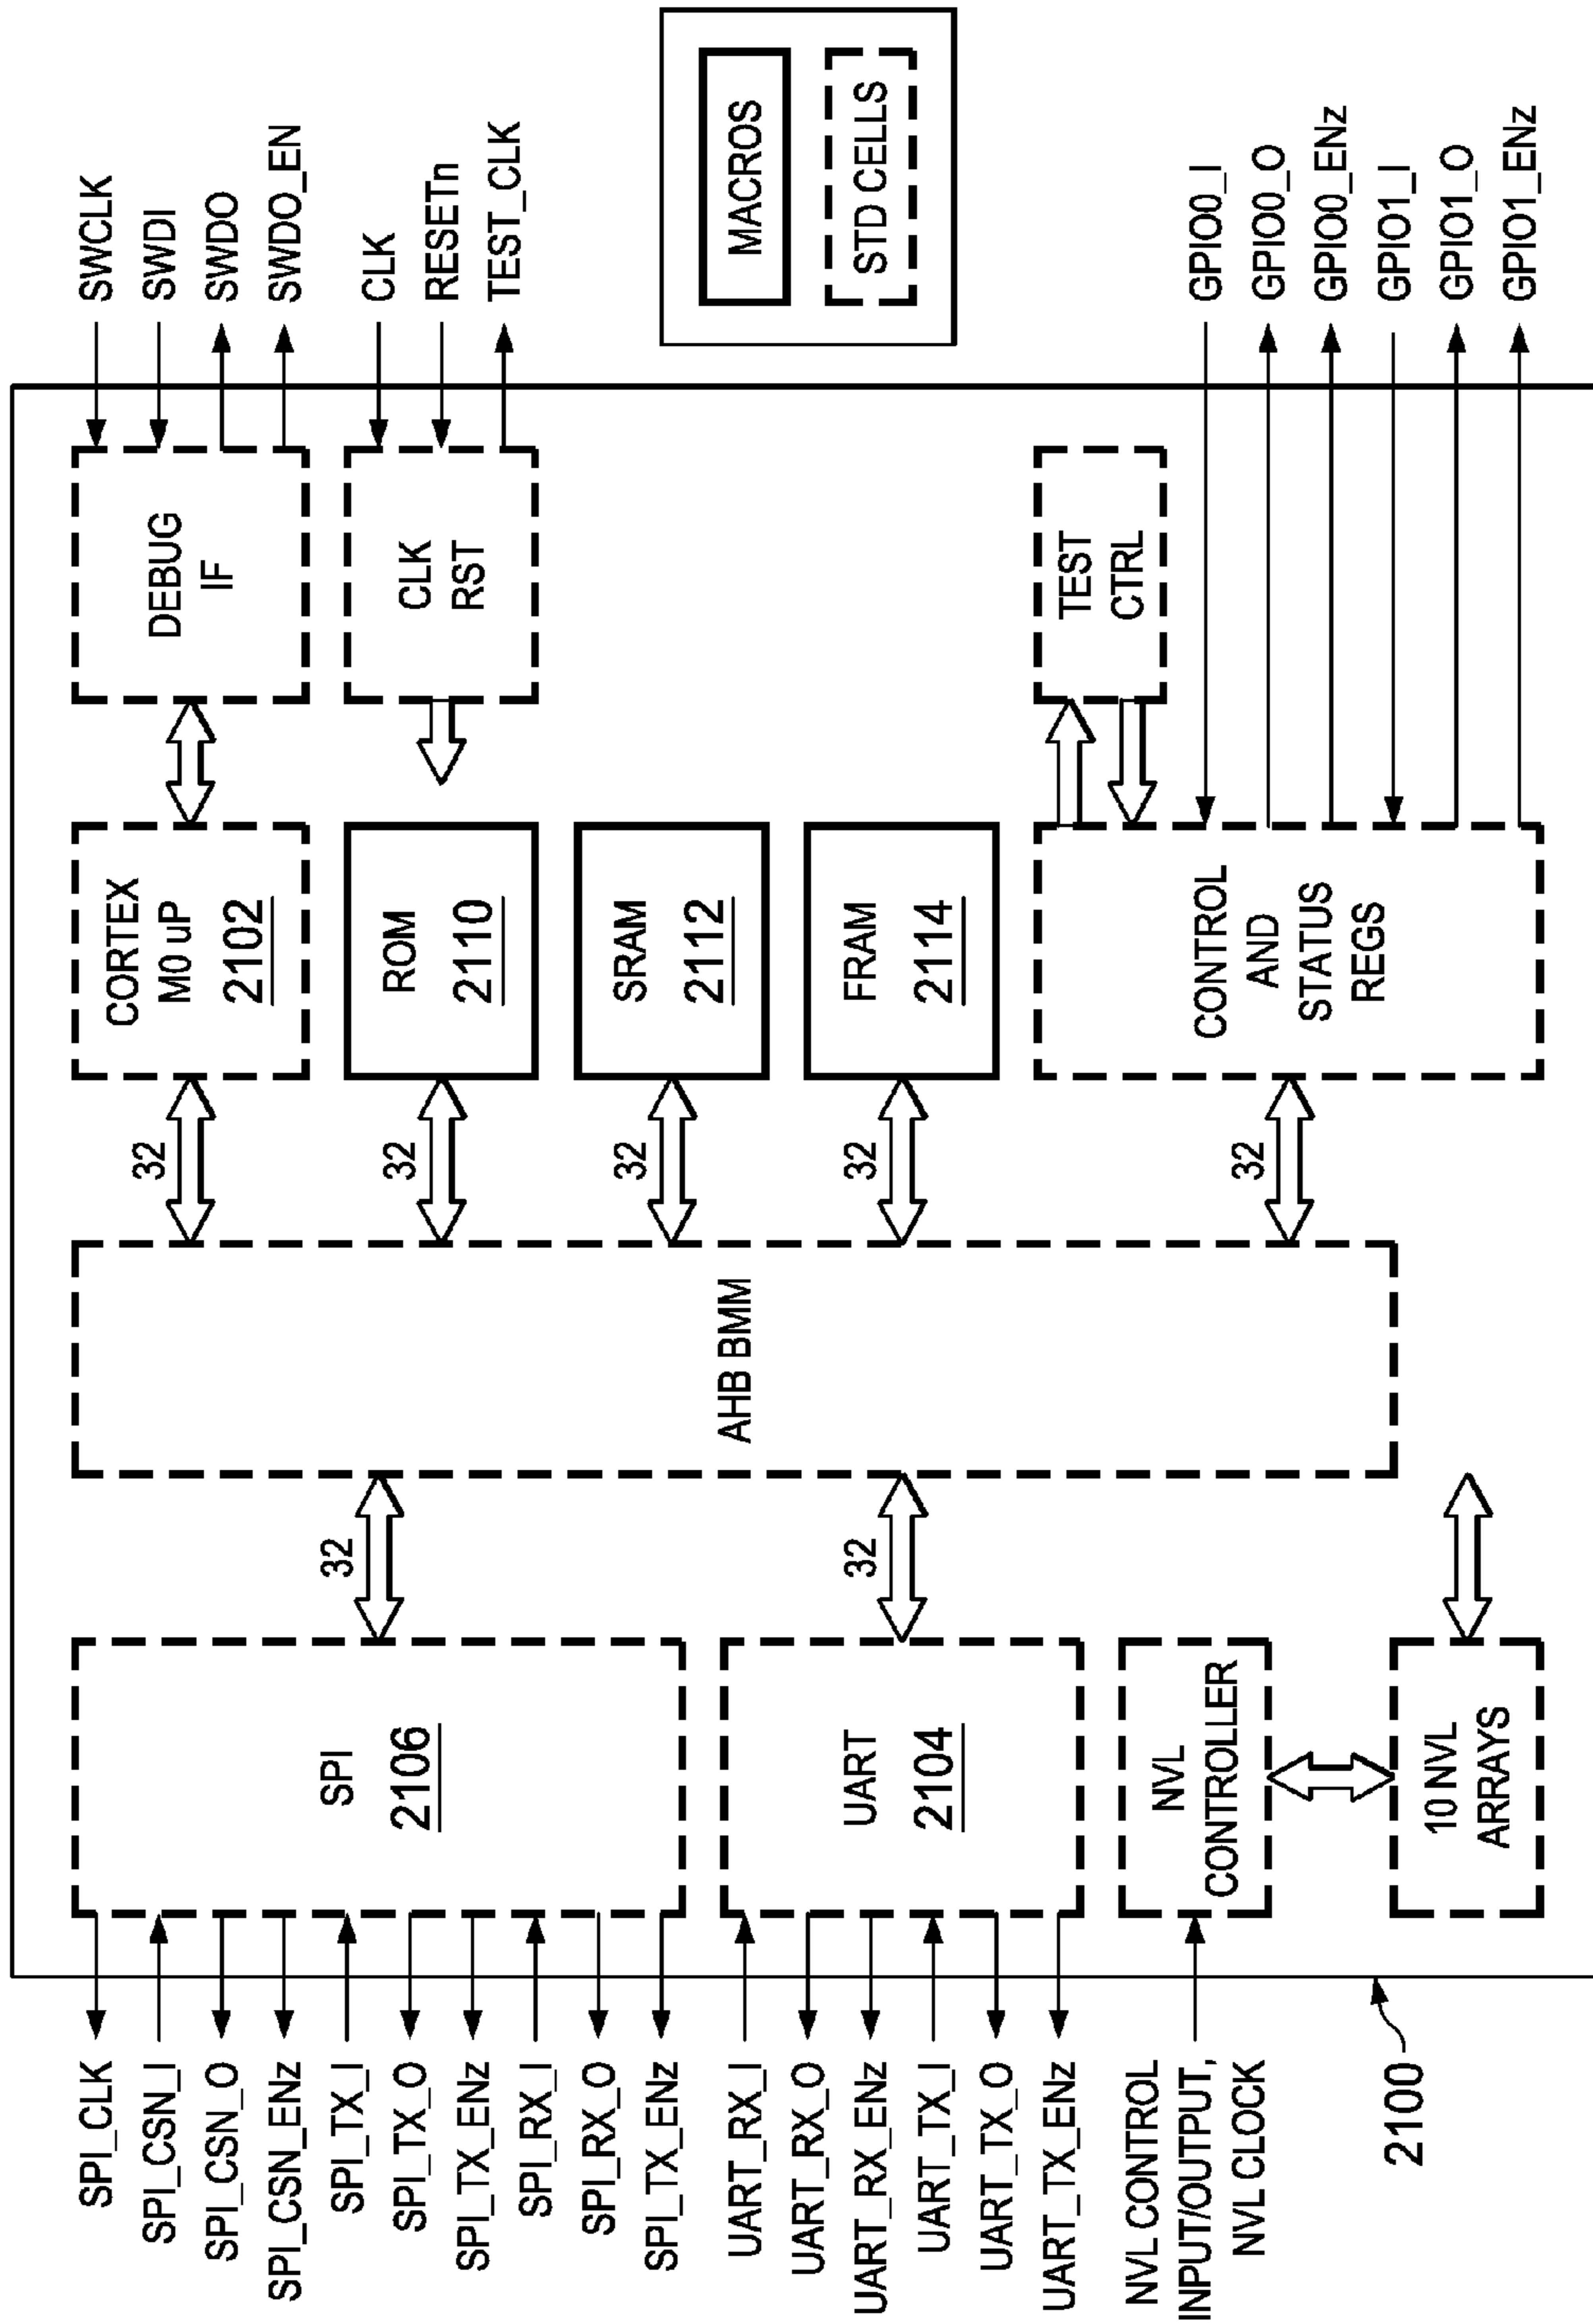 SPI_CLK
SPI_CSN_I
SPI_CSN_O
SPI_CSN_ENz
SPI_TX_I
SPI_TX_O
SPI_TX_ENz
SPI_RX_I
SPI_RX_O
SPI_TX_ENz
UART_RX_I
UART_RX_O
UART_RX_ENz
UART_TX_I
UART_TX_O
UART_TX_ENz
NVL CONTROL
INPUT/OUTPUT,
NVL CLOCK
2100
SPI
2106
UART
2104
NVL
CONTROLLER
10 NVL
ARRAYS
32
32
AHB BMM
32
32
32
32
32
CORTEX
M0 uP
2102
ROM
2110
SRAM
2112
FRAM
2114
CONTROL
AND
STATUS
REGS
DEBUG
IF
CLK
RST
TEST
CTRL
SWCLK
SWDI
SWDO
SWDO_EN
CLK
RESETn
TEST_CLK
GPIO0_I
GPIO0_O
GPIO0_ENz
GPIO1_I
GPIO1_O
GPIO1_ENz
MACROS
STD CELLS